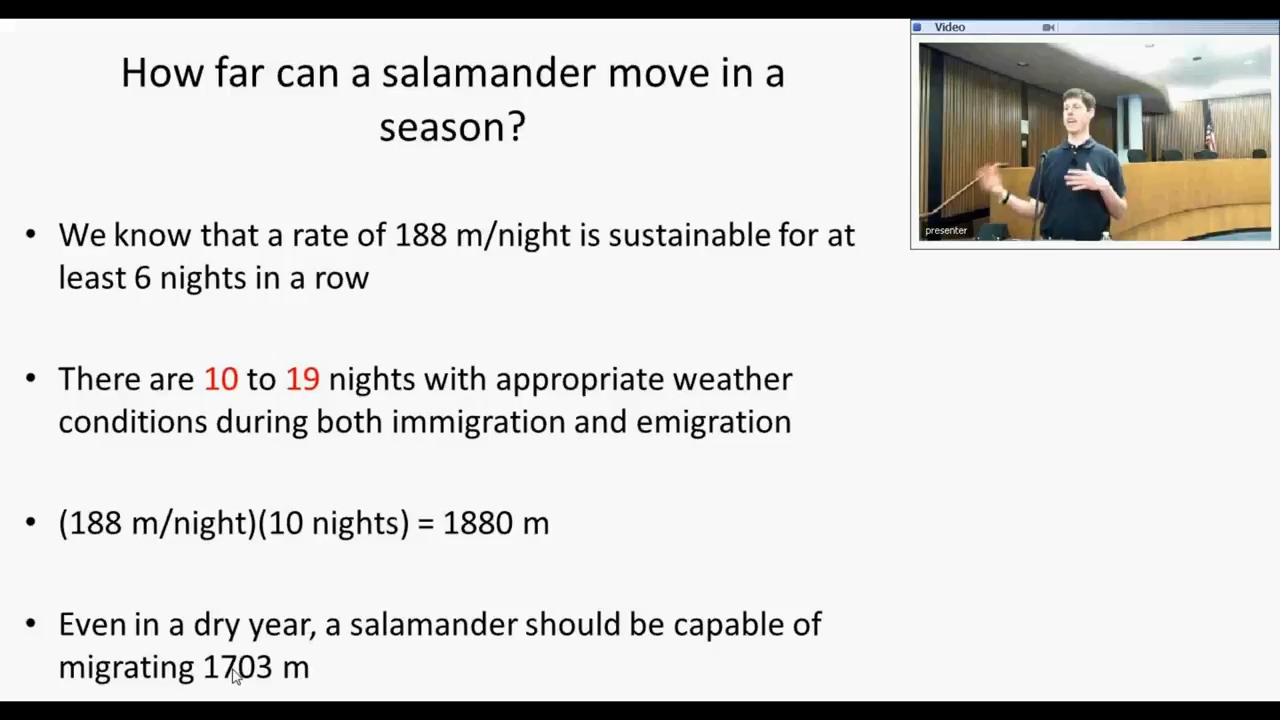 How far can a salamander move in a
season?
Video
presenter
• We know that a rate of 188 m/night is sustainable for at
least 6 nights in a row
• There are 10 to 19 nights with appropriate weather
conditions during both immigration and emigration
• (188 m/night)(10 nights) = 1880 m
• Even in a dry year, a salamander should be capable of
migrating 1703 m